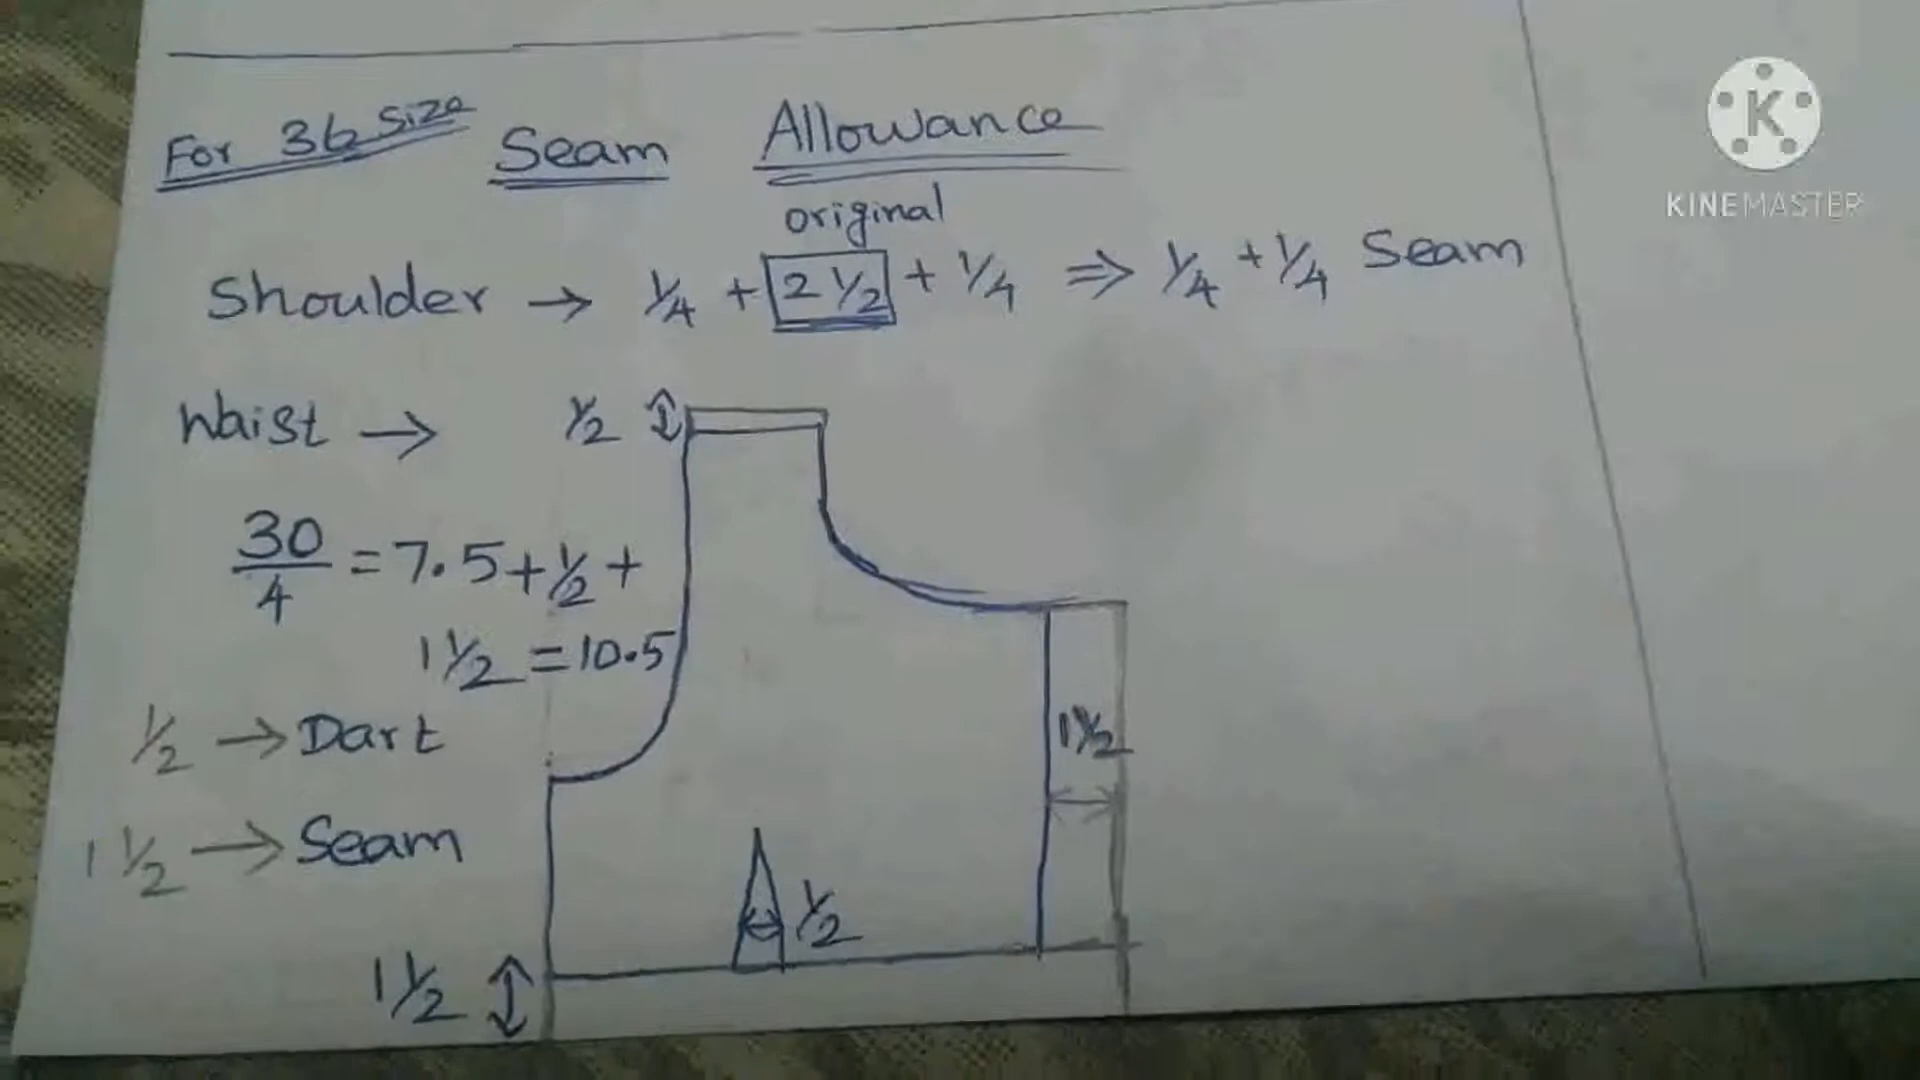 For 36 Size Seam Allowance
original
Shoulder → 1/4 + 2 1/2 + 1/4 ⇒ 1/4 + 1/4 Seam
Waist → 1/2
30/4 = 7.5 + 1/2 +
1 1/2 = 10.5
1/2 → Dart
1 1/2
1 1/2 → Seam
1/2
1 1/2
K
KINEMASTER